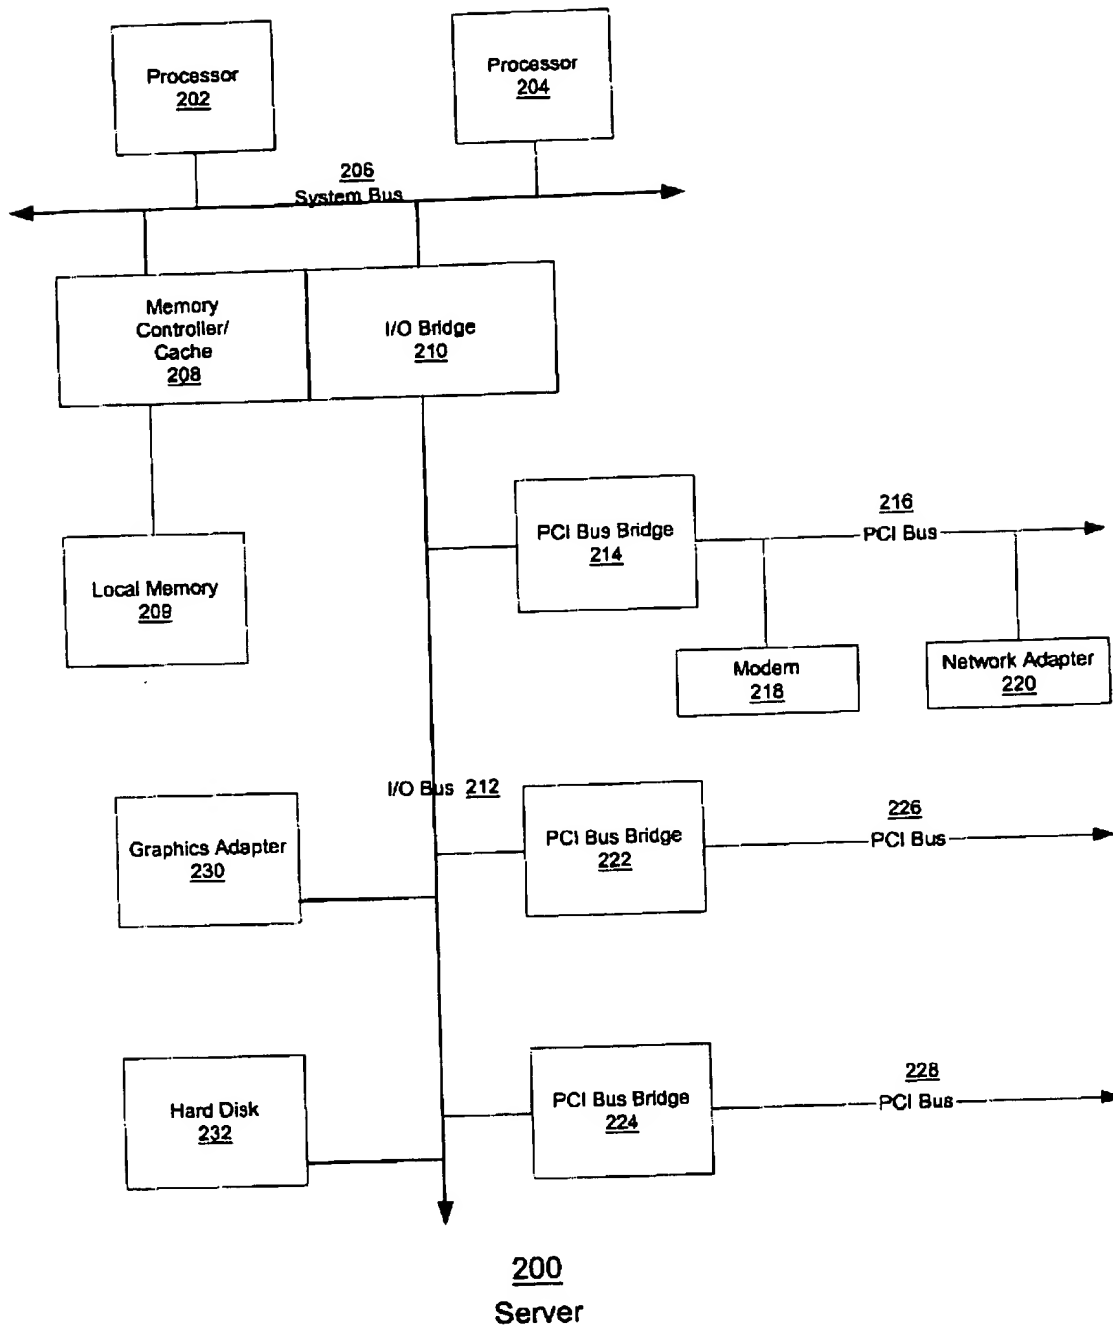 Processor
202
Processor
204
206
System Bus
Memory
Controller/
Cache
208
I/O Bridge
210
PCI Bus Bridge
214
216
PCI Bus
Local Memory
209
Modem
218
Network Adapter
220
I/O Bus 212
Graphics Adapter
230
PCI Bus Bridge
222
226
PCI Bus
Hard Disk
232
PCI Bus Bridge
224
228
PCI Bus
200
Server